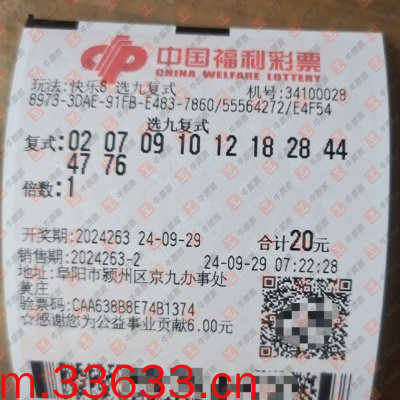 中国福利彩票
CHINA WELFARE LOTTERY
玩法:快乐8 选九复式 机号:34100028
8973-3DAE-91FB-E483-7860/55564272/E4F54
选九复式
复式:02 07 09 10 12 18 28 44
47 76
倍数:1
开奖期:2024263 24-09-29 合计20元
销售期:2024263-2 24-09-29 07:22:28
地址:阜阳市颍州区京九办事处
黄庄
验票码:CAA638B8E74B1374
☆感谢您为公益事业贡献6.00元
m.33633.cn